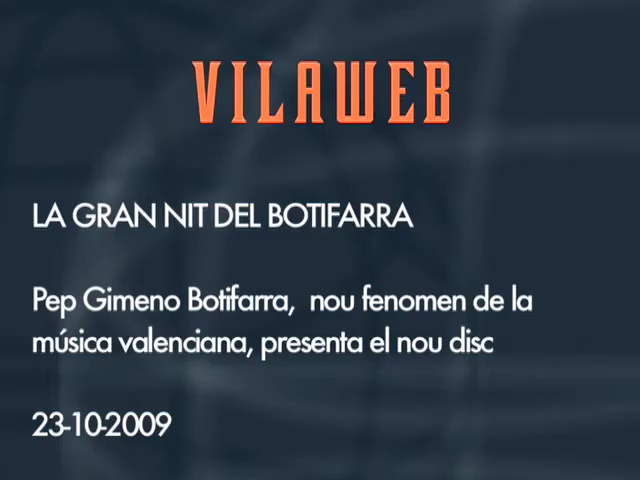 VILAWEB
LA GRAN NIT DEL BOTIFARRA
Pep Gimeno Botifarra, nou fenomen de la
música valenciana, presenta el nou disc
23-10-2009